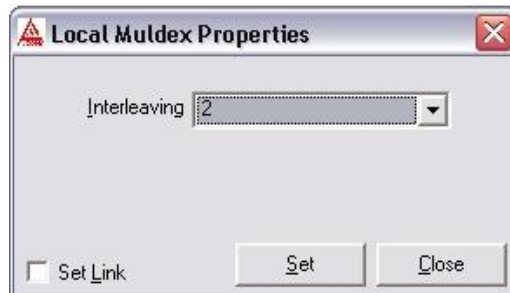 Local Muldex Properties
Interleaving 2
Set Link Set Close